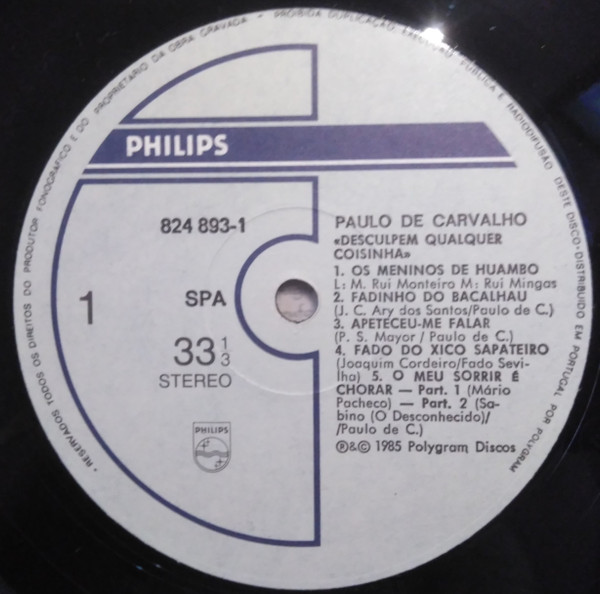 • RESERVADOS TODOS OS DIREITOS DO PRODUTOR FONOGRÁFICO E DO PROPRIETARIO DA OBRA GRAVADA • PROIBIDA DUPLICAÇÃO, PÚBLICA E RADIODIFUSÃO DESTE DISCO-DISTRIBUIDO EM PORTUGAL POR POLYGRAM
PHILIPS
824 893-1
1
SPA
33 1/3
STEREO
PHILIPS
PAULO DE CARVALHO
«DESCULPEM QUALQUER
COISINHA»
1. OS MENINOS DE HUAMBO
L: M. Rui Monteiro M: Rui Mingas
2. FADINHO DO BACALHAU
(J. C. Ary dos Santos/Paulo de C.)
3. APETECEU-ME FALAR
(P. S. Mayor / Paulo de C.)
4. FADO DO XICO SAPATEIRO
(Joaquim Cordeiro/Fado Sevi-
lha) 5. O MEU SORRIR É
CHORAR — Part. 1 (Mário
Pacheco) — Part. 2 (Sa-
bino (O Desconhecido)/
/Paulo de C.)
℗&© 1985 Polygram Discos